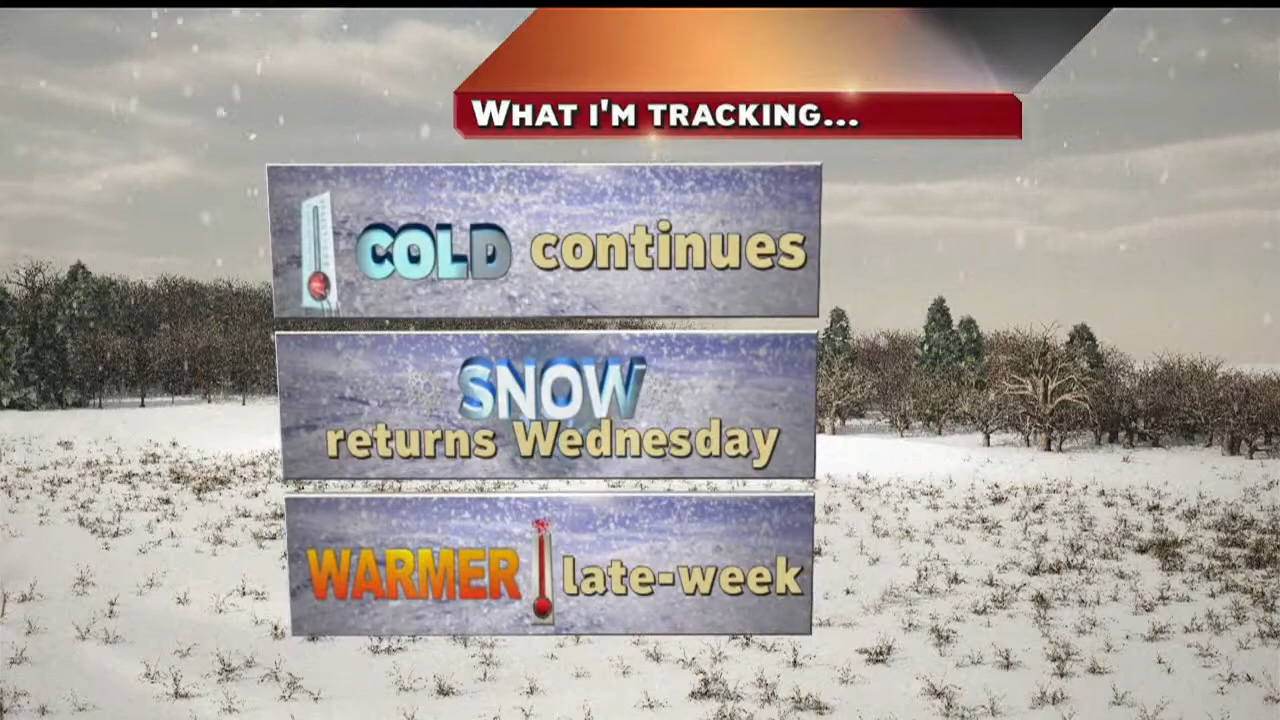 WHAT I'M TRACKING...
COLD continues
SNOW
returns Wednesday
WARMER late-week